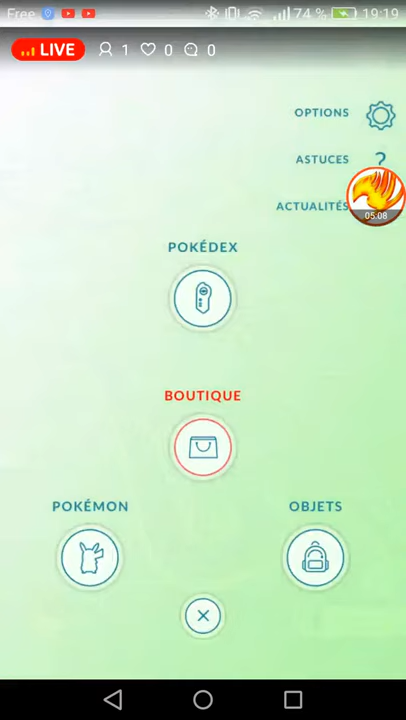 Free 74 % 19:19
LIVE 1 0 0
OPTIONS
ASTUCES ?
ACTUALITÉS
05:08
POKÉDEX
BOUTIQUE
POKÉMON OBJETS